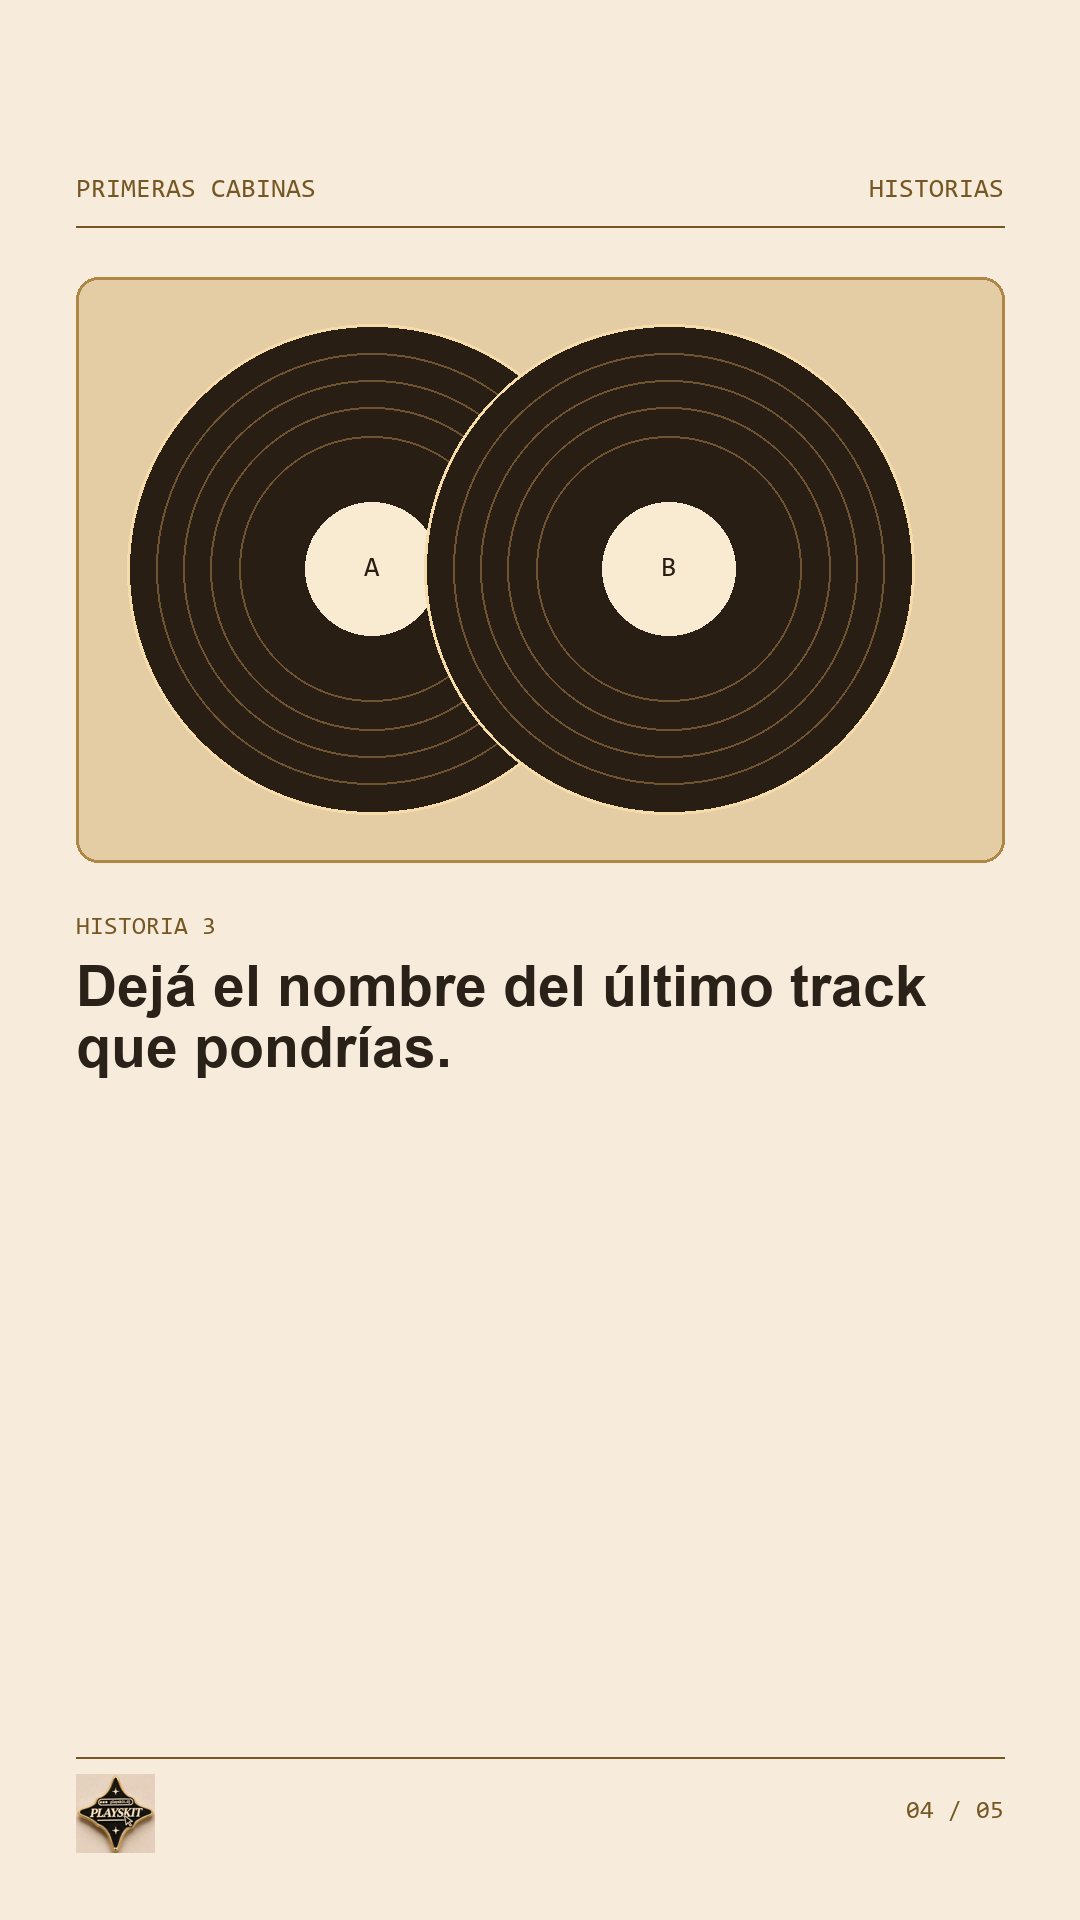 PRIMERAS CABINAS
HISTORIAS
A
B
HISTORIA 3
Dejá el nombre del último track
que pondrías.
PLAYSKIT
04 / 05